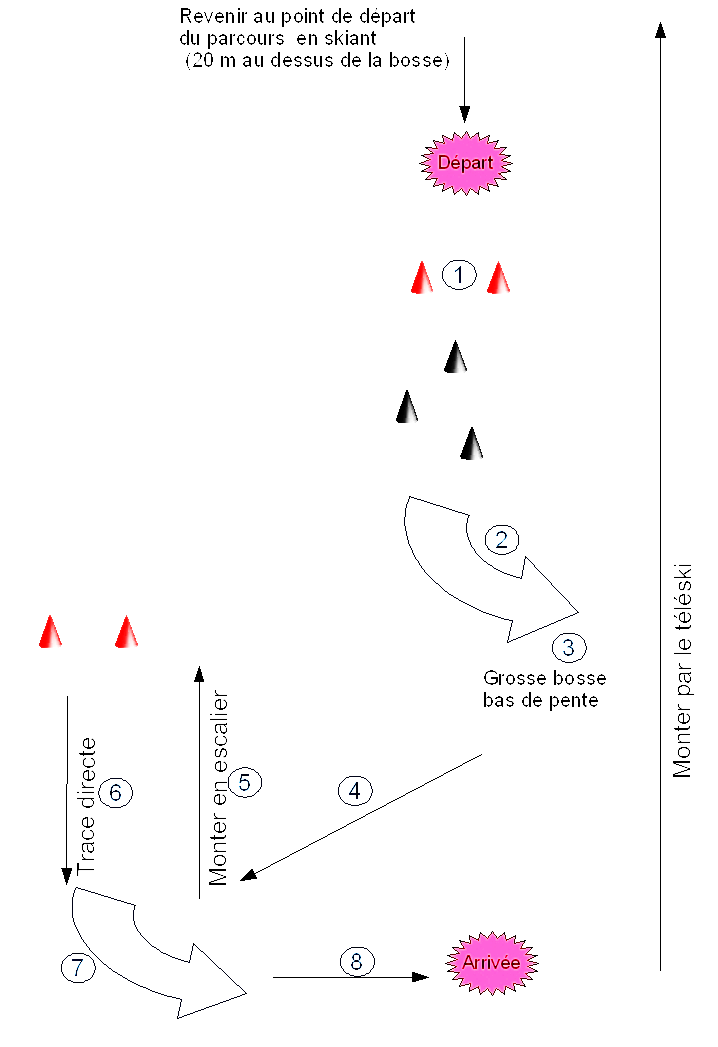 Revenir au point de départ
du parcours en skiant
(20 m au dessus de la bosse)
Départ
1
2
3
Grosse bosse
bas de pente
Monter par le téléski
4
5
Monter en escalier
6
Trace directe
7
8
Arrivée